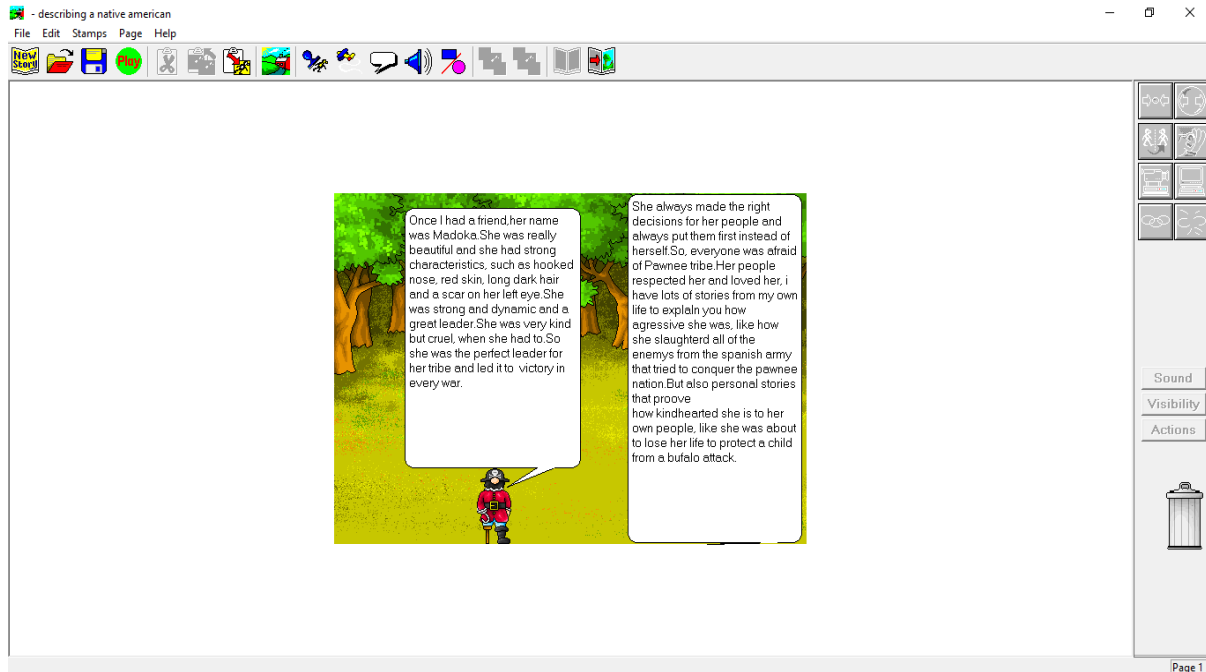 - describing a native american
File Edit Stamps Page Help
New Story
Play
Once I had a friend,her name
was Madoka.She was really
beautiful and she had strong
characteristics, such as hooked
nose, red skin, long dark hair
and a scar on her left eye.She
was strong and dynamic and a
great leader.She was very kind
but cruel, when she had to.So
she was the perfect leader for
her tribe and led it to victory in
every war.
She always made the right
decisions for her people and
always put them first instead of
herself.So, everyone was afraid
of Pawnee tribe.Her people
respected her and loved her, i
have lots of stories from my own
life to explaln you how
agressive she was, like how
she slaughterd all of the
enemys from the spanish army
that tried to conquer the pawnee
nation.But also personal stories
that proove
how kindhearted she is to her
own people, like she was about
to lose her life to protect a child
from a bufalo attack.
Sound
Visibility
Actions
Page 1